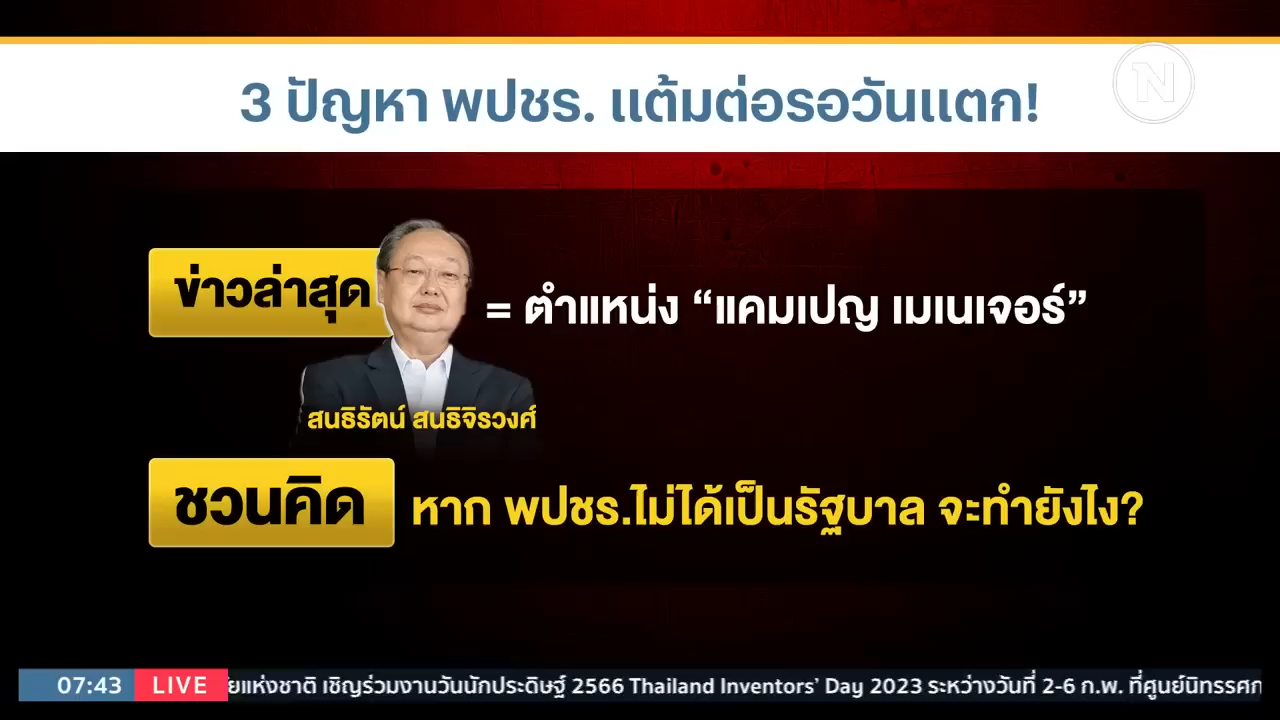 3 ปัญหา พปชร. แต้มต่อรอวันแตก!
N
ข่าวล่าสุด
= ตำแหน่ง “แคมเปญ เมเนเจอร์”
สนธิรัตน์ สนธิจิรวงศ์
ชวนคิด
หาก พปชร.ไม่ได้เป็นรัฐบาล จะทำยังไง?
07:43 LIVE ยแห่งชาติ เชิญร่วมงานวันนักประดิษฐ์ 2566 Thailand Inventors’ Day 2023 ระหว่างวันที่ 2-6 ก.พ. ที่ศูนย์นิทรรศก